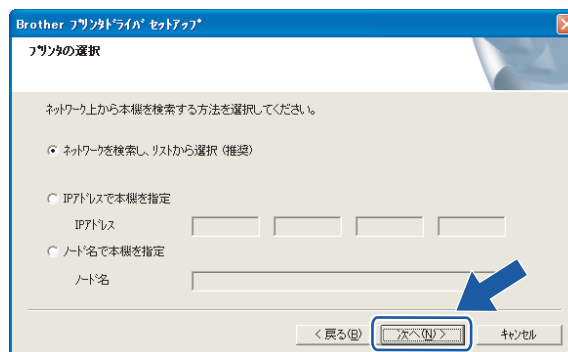 Brother プリンタドライバ セットアップ
プリンタの選択
ネットワーク上から本機を検索する方法を選択してください。
ネットワークを検索し、リストから選択 (推奨)
IPアドレスで本機を指定
IPアドレス
ノード名で本機を指定
ノード名
< 戻る(B) 次へ(N) > キャンセル